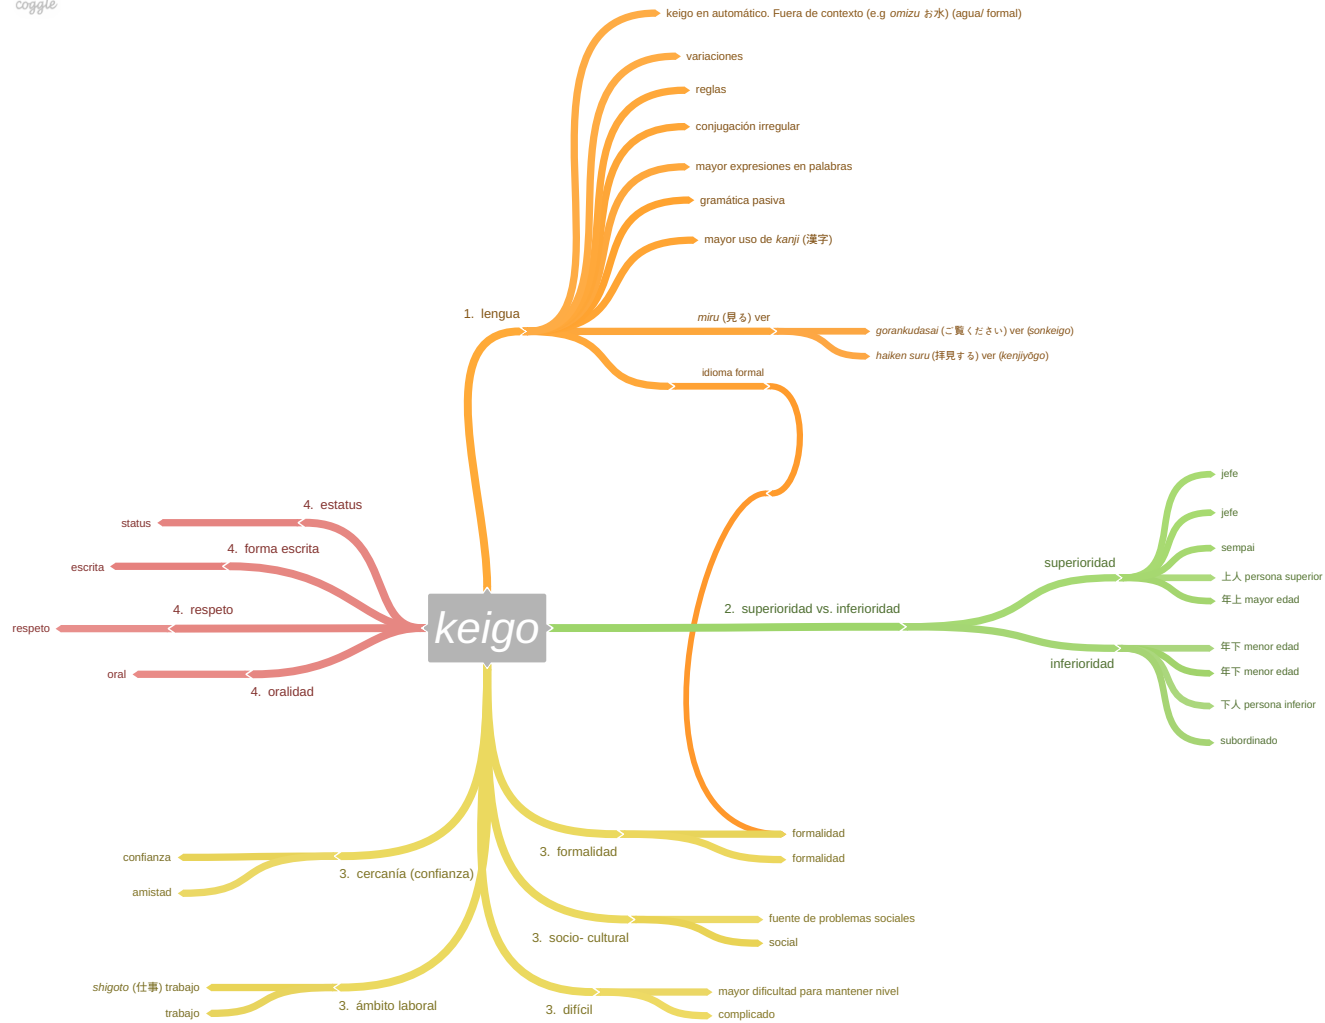 coggle
keigo en automático. Fuera de contexto (e.g omizu お水) (agua/ formal)
variaciones
reglas
conjugación irregular
mayor expresiones en palabras
gramática pasiva
mayor uso de kanji (漢字)
1. lengua
miru (見る) ver
gorankudasai (ご覧ください) ver (sonkeigo)
haiken suru (拝見する) ver (kenjiyōgo)
idioma formal
4. estatus
status
4. forma escrita
escrita
4. respeto
respeto
oral
4. oralidad
keigo
2. superioridad vs. inferioridad
superioridad
jefe
jefe
sempai
上人 persona superior
年上 mayor edad
inferioridad
年下 menor edad
年下 menor edad
下人 persona inferior
subordinado
confianza
amistad
3. cercanía (confianza)
3. formalidad
formalidad
formalidad
3. socio- cultural
fuente de problemas sociales
social
shigoto (仕事) trabajo
trabajo
3. ámbito laboral
3. difícil
mayor dificultad para mantener nivel
complicado